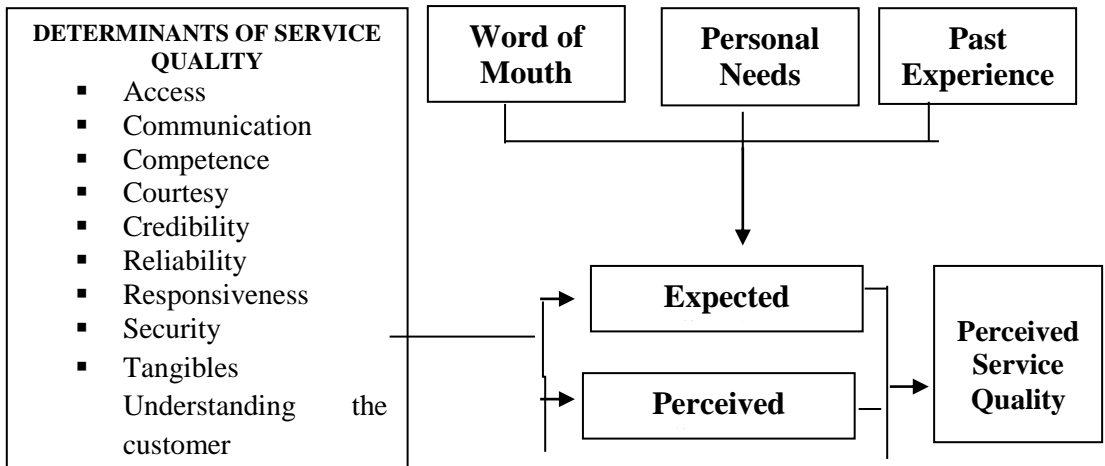 DETERMINANTS OF SERVICE
QUALITY
▪ Access
▪ Communication
▪ Competence
▪ Courtesy
▪ Credibility
▪ Reliability
▪ Responsiveness
▪ Security
▪ Tangibles
Understanding the
customer
Word of
Mouth
Personal
Needs
Past
Experience
Expected
Perceived
Perceived
Service
Quality